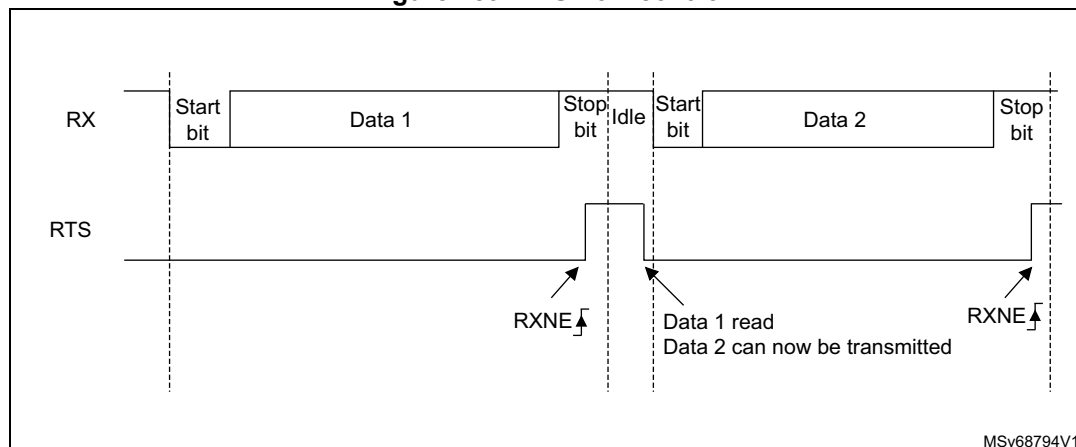 RX
Start
bit
Data 1
Stop
bit
Idle
Start
bit
Data 2
Stop
bit
RTS
RXNE
Data 1 read
Data 2 can now be transmitted
RXNE
MSv68794V1